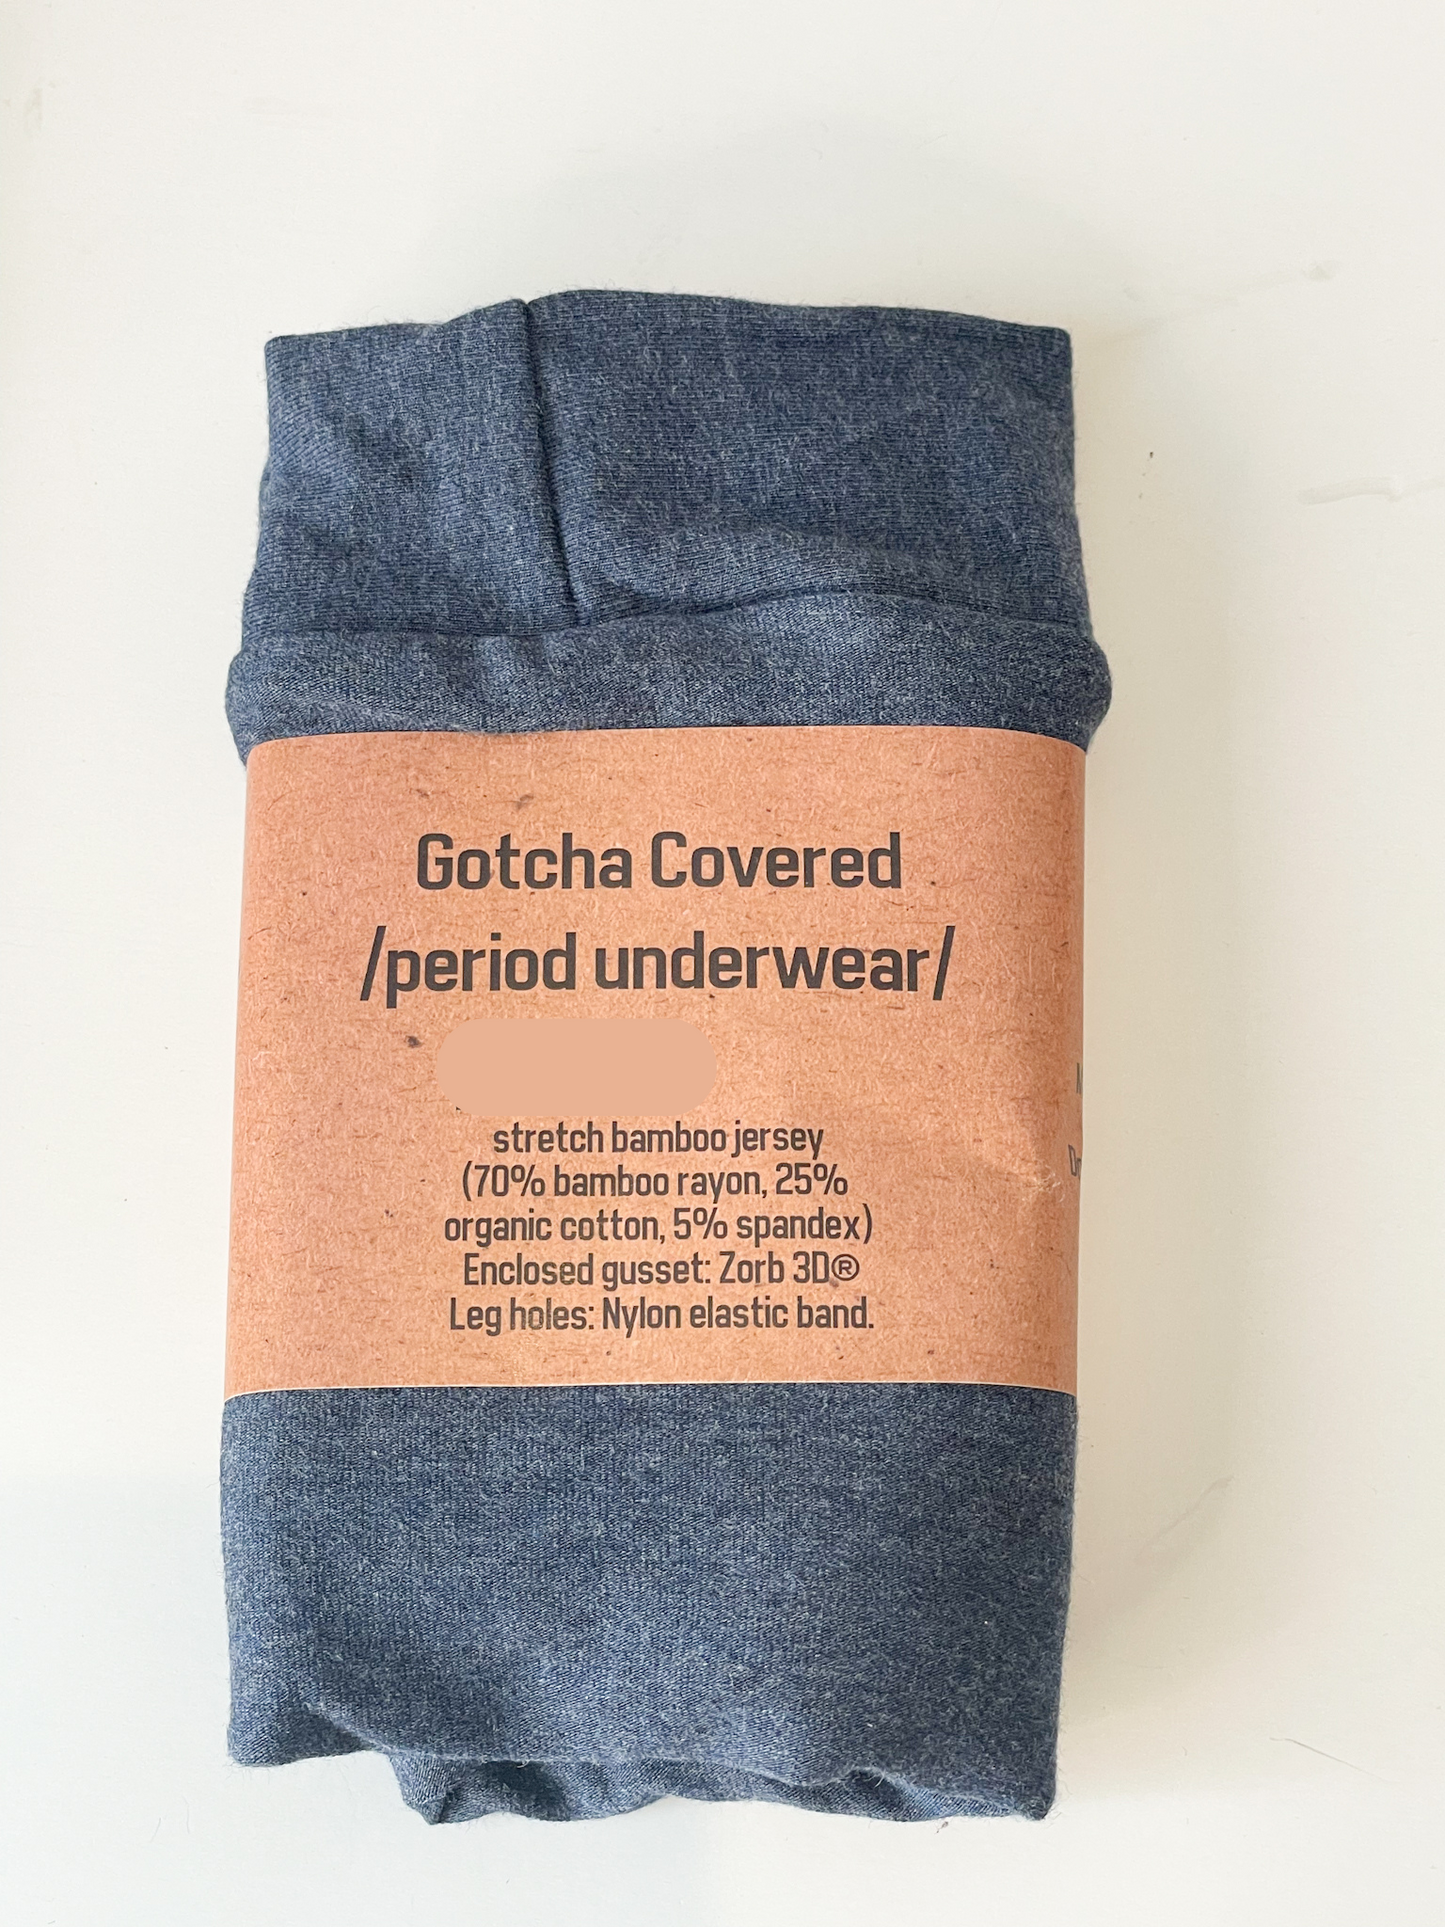 Gotcha Covered
/period underwear/
stretch bamboo jersey
(70% bamboo rayon, 25%
organic cotton, 5% spandex)
Enclosed gusset: Zorb 3D®
Leg holes: Nylon elastic band.